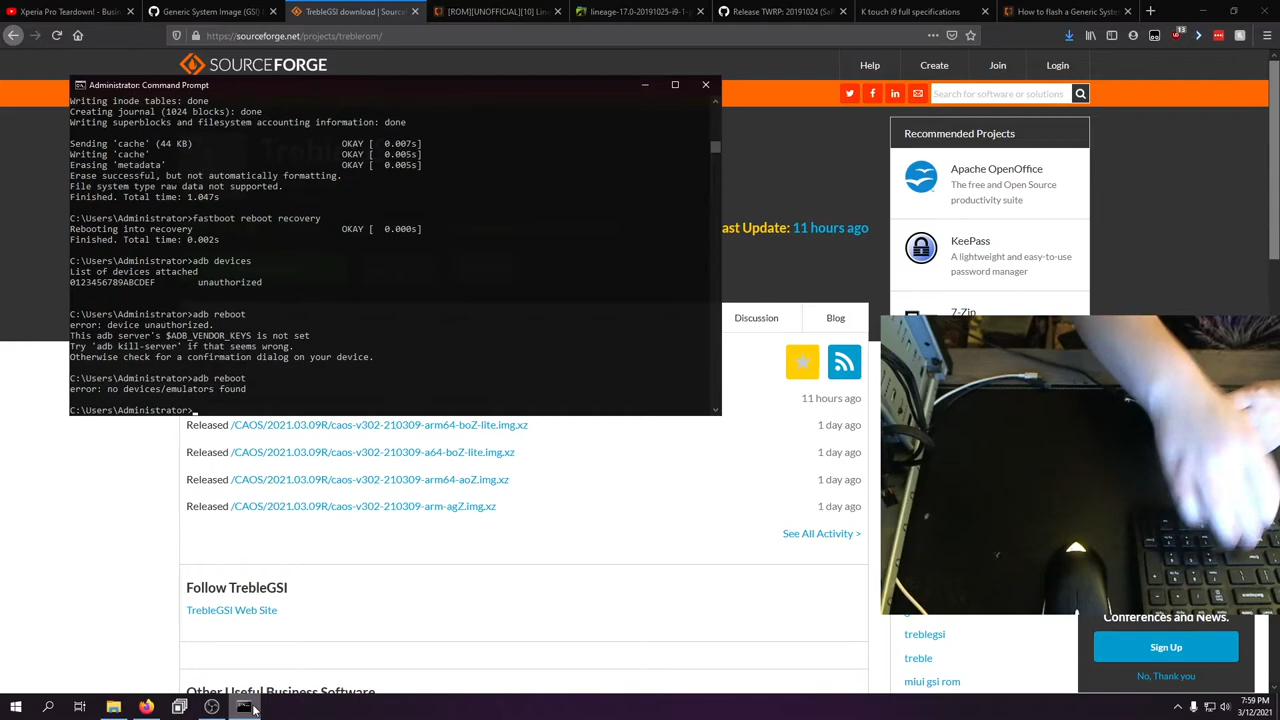 Xperia Pro Teardown! - Busin
Generic System Image (GSI)
TrebleGSI download | Source
[ROM][UNOFFICIAL][10] Lin
lineage-17.0-20191025-i9-1-
Release TWRP: 20191024 (Sa
K touch i9 full specifications
How to flash a Generic Syste
https://sourceforge.net/projects/treblerom/
SOURCEFORGE
Help
Create
Join
Login
Search for software or solutions
Administrator: Command Prompt
Writing inode tables: done
Creating journal (1024 blocks): done
Writing superblocks and filesystem accounting information: done
Sending 'cache' (44 KB) OKAY [ 0.007s]
Writing 'cache' OKAY [ 0.005s]
Erasing 'metadata' OKAY [ 0.005s]
Erase successful, but not automatically formatting.
File system type raw data not supported.
Finished. Total time: 1.047s
C:\Users\Administrator>fastboot reboot recovery
Rebooting into recovery OKAY [ 0.000s]
Finished. Total time: 0.002s
C:\Users\Administrator>adb devices
List of devices attached
0123456789ABCDEF unauthorized
C:\Users\Administrator>adb reboot
error: device unauthorized.
This adb server's $ADB_VENDOR_KEYS is not set
Try 'adb kill-server' if that seems wrong.
Otherwise check for a confirmation dialog on your device.
C:\Users\Administrator>adb reboot
error: no devices/emulators found
C:\Users\Administrator>_
ast Update: 11 hours ago
Discussion
Blog
11 hours ago
Released /CAOS/2021.03.09R/caos-v302-210309-arm64-boZ-lite.img.xz
1 day ago
Released /CAOS/2021.03.09R/caos-v302-210309-a64-boZ-lite.img.xz
1 day ago
Released /CAOS/2021.03.09R/caos-v302-210309-arm64-aoZ.img.xz
1 day ago
Released /CAOS/2021.03.09R/caos-v302-210309-arm-agZ.img.xz
1 day ago
See All Activity >
Follow TrebleGSI
TrebleGSI Web Site
Other Useful Business Software
Recommended Projects
Apache OpenOffice
The free and Open Source
productivity suite
KeePass
A lightweight and easy-to-use
password manager
7-Zip
treblegsi
treble
miui gsi rom
Conferences and News.
Sign Up
No, Thank you
7:59 PM
3/12/2021